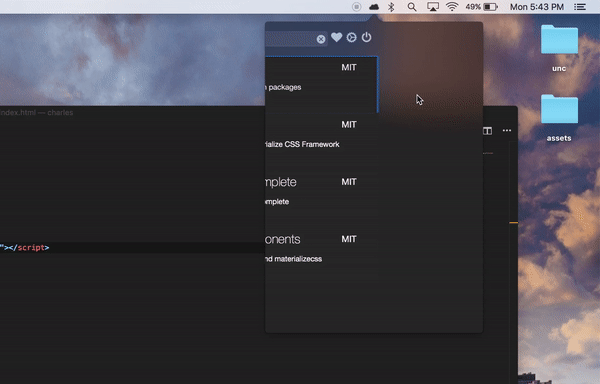 49%
Mon 5:43 PM
index.html — charles
unc
assets
MIT
packages
MIT
rialize CSS Framework
mplete
MIT
omplete
onents
MIT
nd materializecss
"></script>